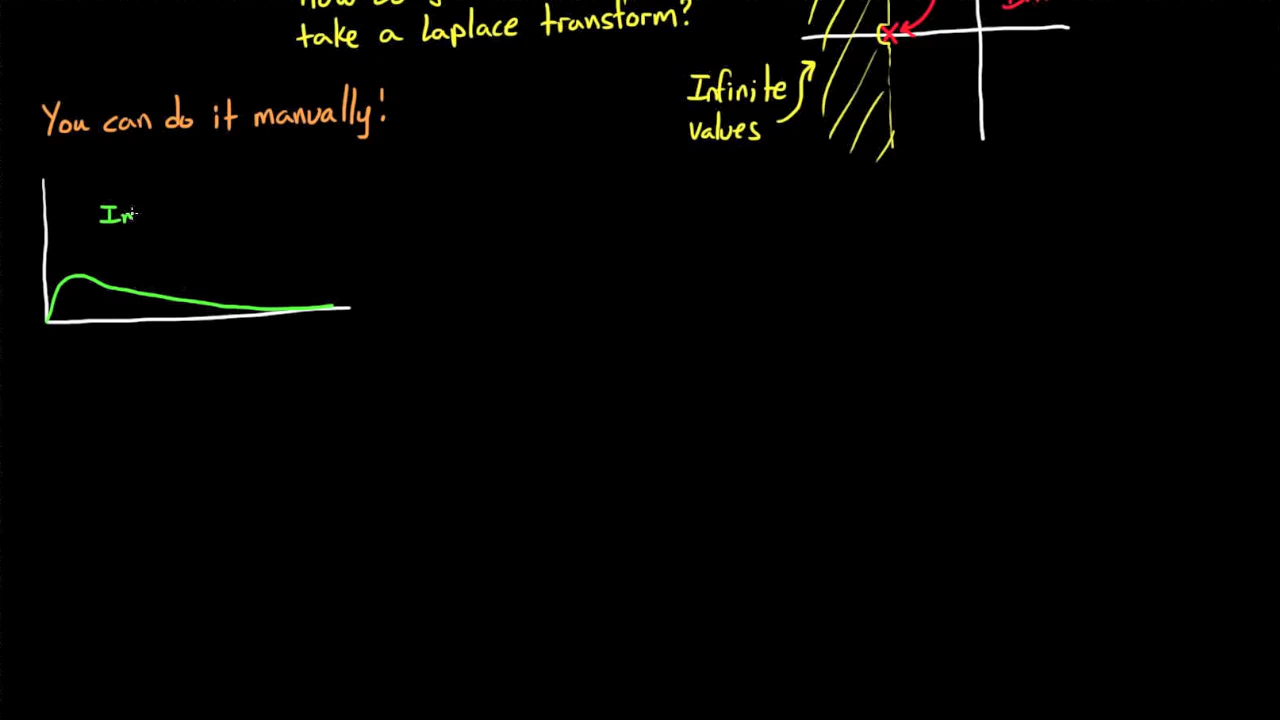 take a Laplace transform?
Infinite
values
You can do it manually!